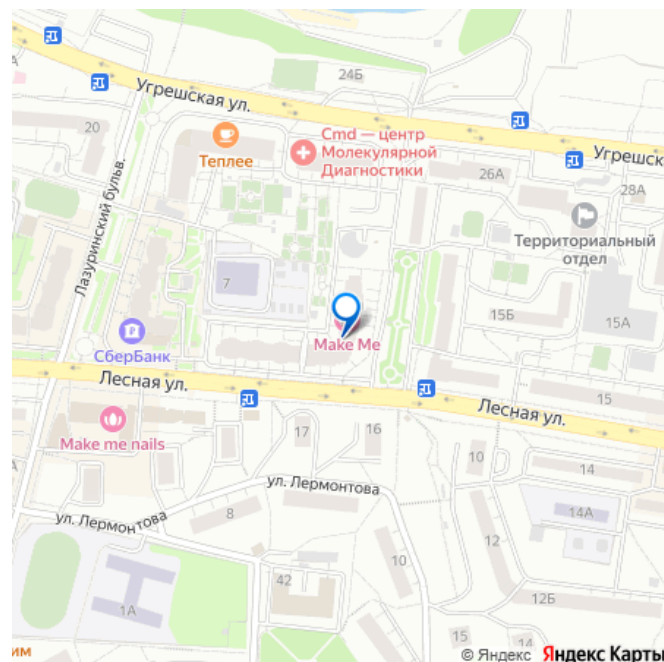 24Б
Угрешская ул.
20
Теплее
Cmd — центр
Молекулярной
Диагностики
Угрешск
26А
28А
Лазуринский бульв.
Территориальный
отдел
7
15Б
15А
Make Me
СберБанк
Лесная ул.
Лесная ул.
15
Make me nails
17
16
10
14
ул. Лермонтова
ул. Лермонтова
8
14А
12
10
42
1А
12Б
15
14
им
© Яндекс Яндекс Карты